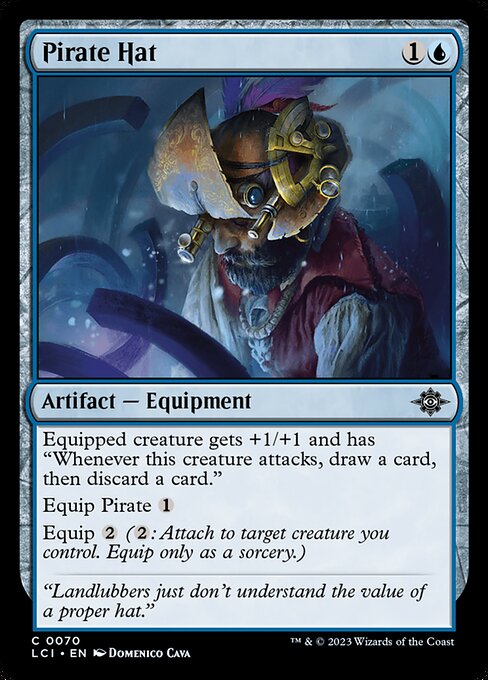 Pirate Hat 1
Artifact — Equipment
Equipped creature gets +1/+1 and has
“Whenever this creature attacks, draw a card,
then discard a card.”
Equip Pirate 1
Equip 2 (2: Attach to target creature you
control. Equip only as a sorcery.)
“Landlubbers just don’t understand the value of
a proper hat.”
C 0070
LCI • EN Domenico Cava
™ & © 2023 Wizards of the Coast